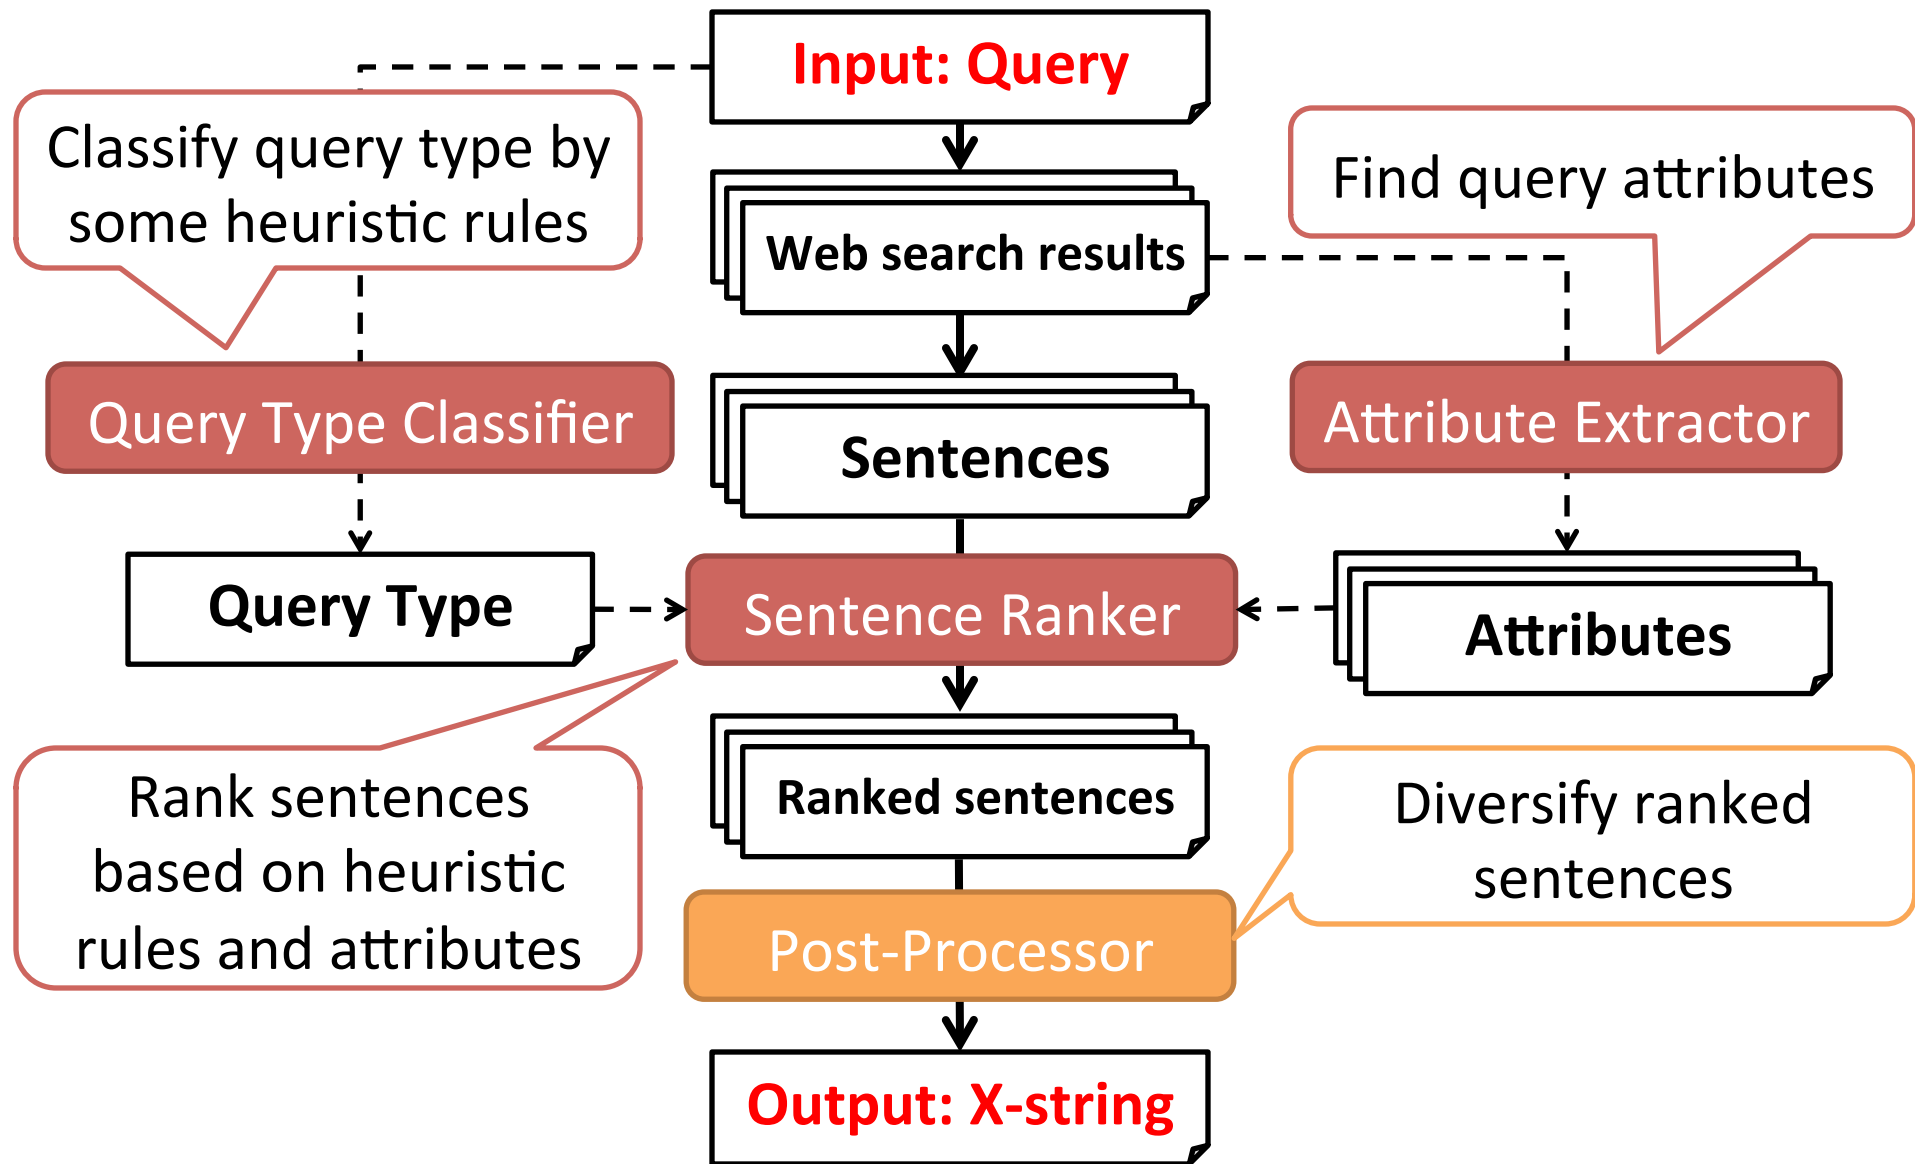 Input: Query
Classify query type by
some heuristic rules
Find query attributes
Web search results
Query Type Classifier
Sentences
Attribute Extractor
Query Type
Sentence Ranker
Attributes
Rank sentences
based on heuristic
rules and attributes
Ranked sentences
Diversify ranked
sentences
Post-Processor
Output: X-string